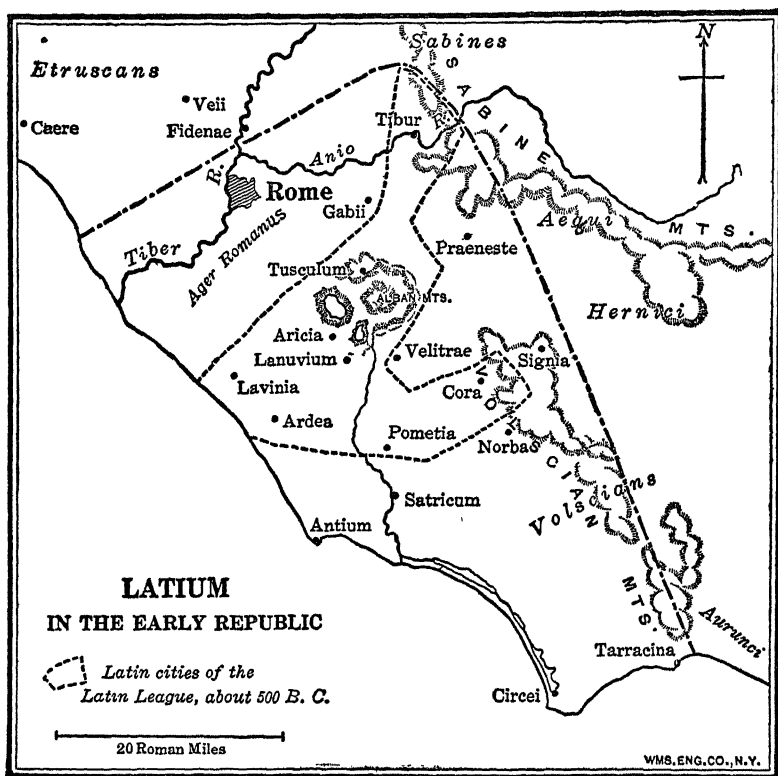 N
Sabines
Etruscans
SABINE MTS.
Veii
Caere
Fidenae
Tibur
R.
Anio
R.
Rome
Gabii
Aequi
Tiber
Ager Romanus
Praeneste
Tusculum
ALBAN MTS.
Hernici
Aricia
Lanuvium
Velitrae
Signia
Lavinia
Cora
Ardea
Pometia
Norba
VOLSCIAN MTS.
Satricum
Volscians
Antium
LATIUM
IN THE EARLY REPUBLIC
Aurunci
Tarracina
Latin cities of the
Latin League, about 500 B. C.
Circei
20 Roman Miles
WMS. ENG. CO., N.Y.